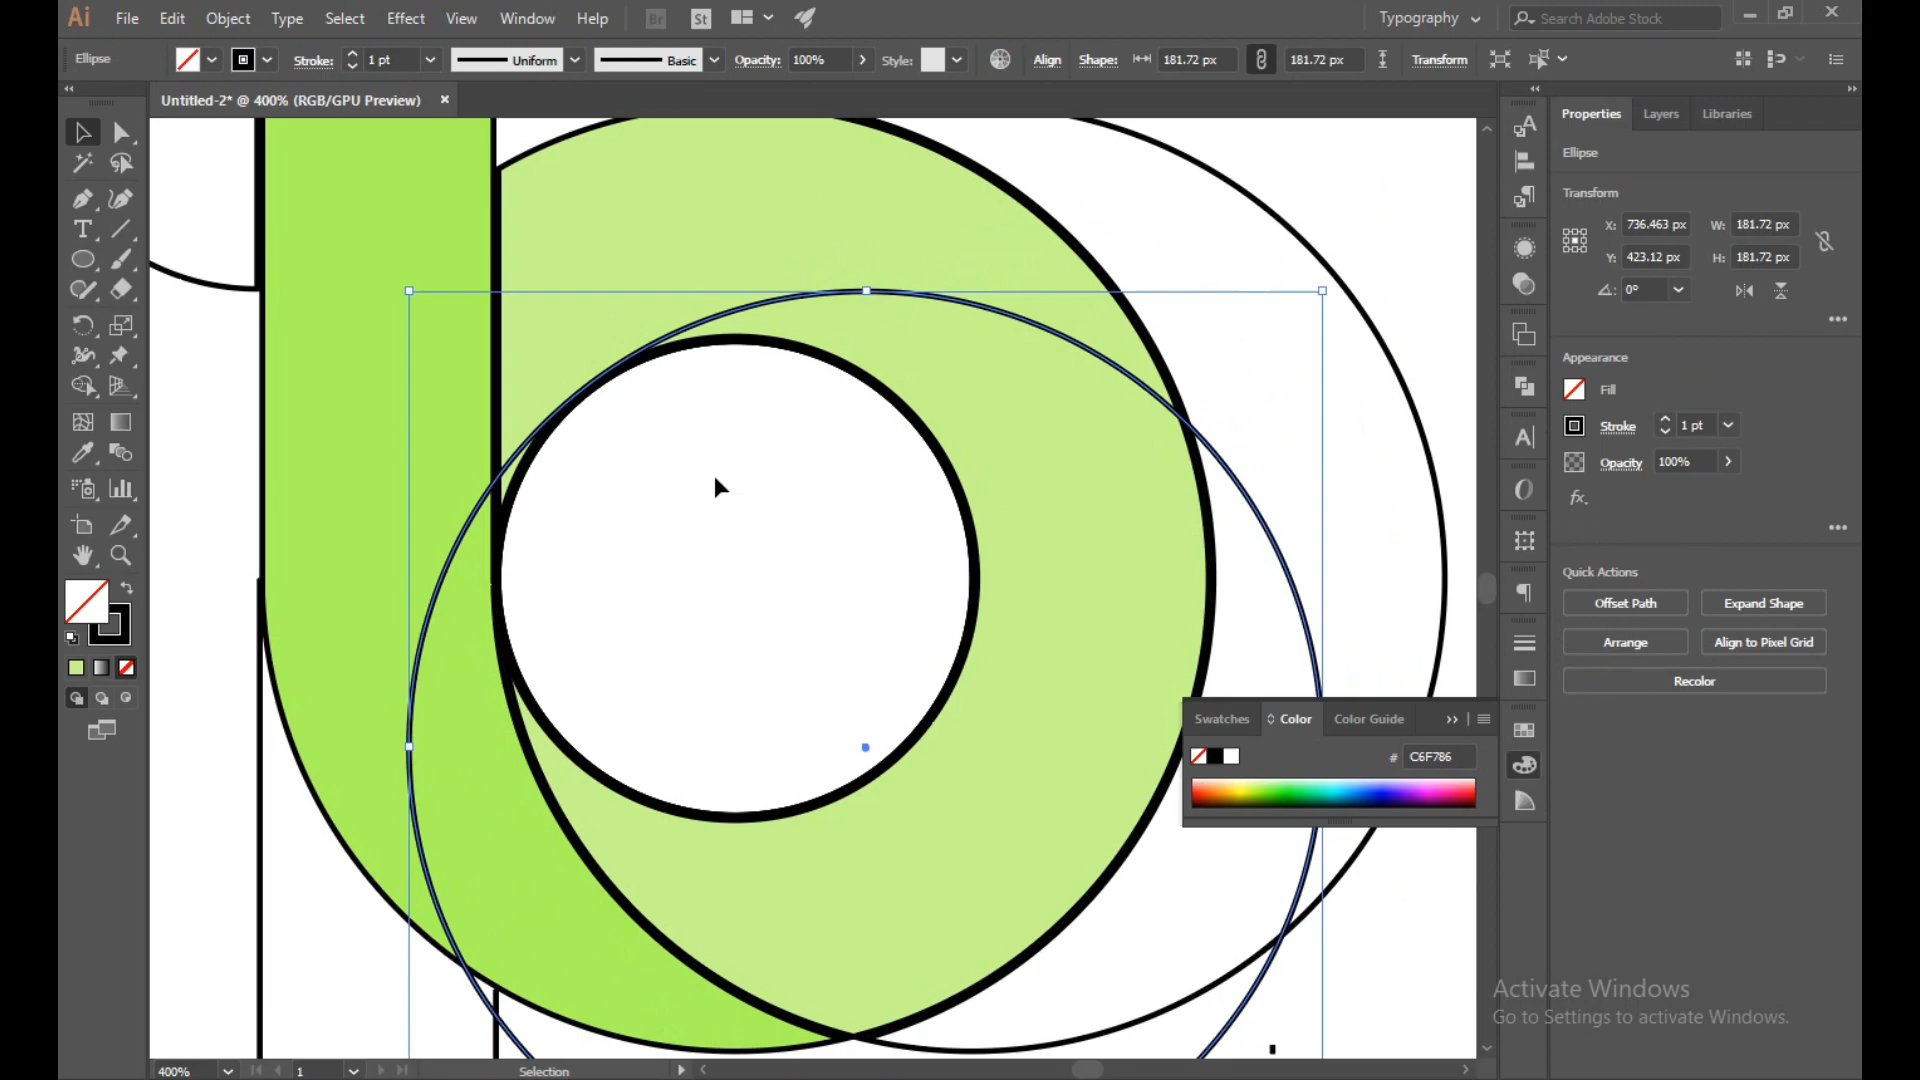 Ai File Edit Object Type Select Effect View Window Help Br St Typography Search Adobe Stock
Ellipse Stroke: 1 pt Uniform Basic Opacity: 100% Style: Align Shape: 181.72 px 181.72 px Transform
Untitled-2* @ 400% (RGB/GPU Preview)
Properties Layers Libraries
Ellipse
Transform
X: 736.463 px W: 181.72 px
Y: 423.12 px H: 181.72 px
0°
Appearance
Fill
Stroke 1 pt
Opacity 100%
fx.
Quick Actions
Offset Path Expand Shape
Arrange Align to Pixel Grid
Recolor
Swatches Color Color Guide
# C6F786
Activate Windows
Go to Settings to activate Windows.
400% 1 Selection